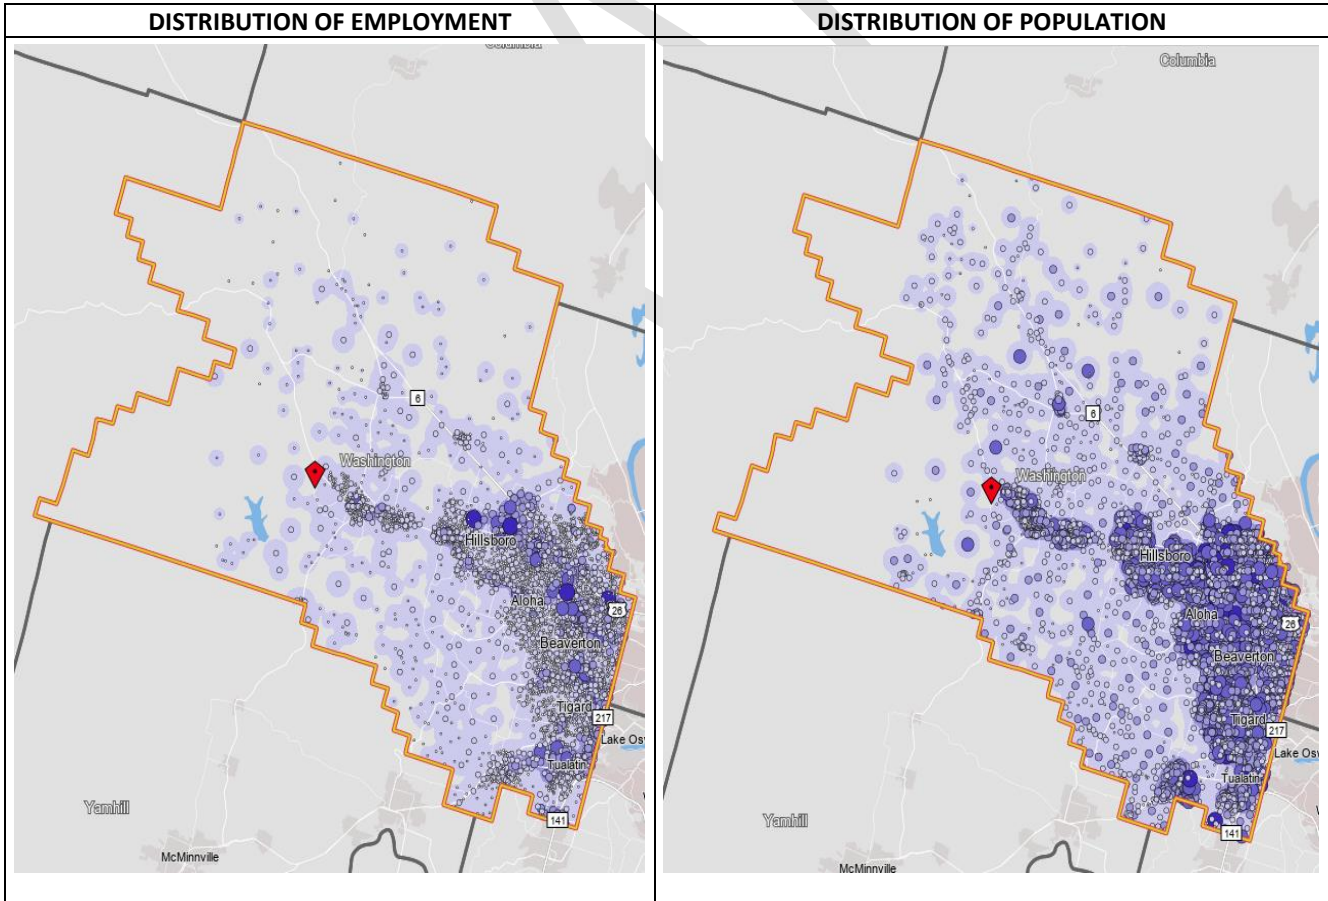 DISTRIBUTION OF EMPLOYMENT
DISTRIBUTION OF POPULATION
Columbia
6
Washington
Hillsboro
Aloha
26
Beaverton
Tigard
217
Lake Os
Tualatin
141
Yamhill
McMinnville
Columbia
6
Washington
Hillsboro
Aloha
26
Beaverton
Tigard
217
Lake Osw
Tualatin
141
Yamhill
McMinnville